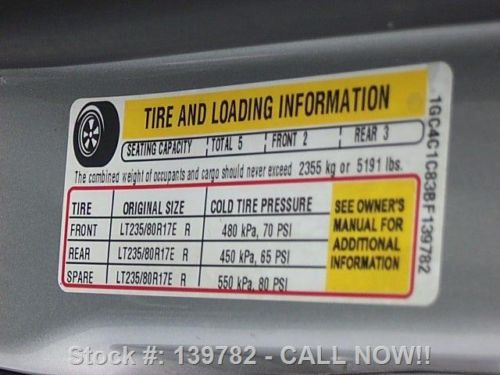 TIRE AND LOADING INFORMATION
SEATING CAPACITY TOTAL 5 FRONT 2 REAR 3
The combined weight of occupants and cargo should never exceed 2355 kg or 5191 lbs.
TIRE ORIGINAL SIZE COLD TIRE PRESSURE
FRONT LT235/80R17E R 480 kPa, 70 PSI
REAR LT235/80R17E R 450 kPa, 65 PSI
SPARE LT235/80R17E R 550 kPa, 80 PSI
SEE OWNER'S
MANUAL FOR
ADDITIONAL
INFORMATION
1GC4C1C83BF139782
Stock #: 139782 - CALL NOW!!